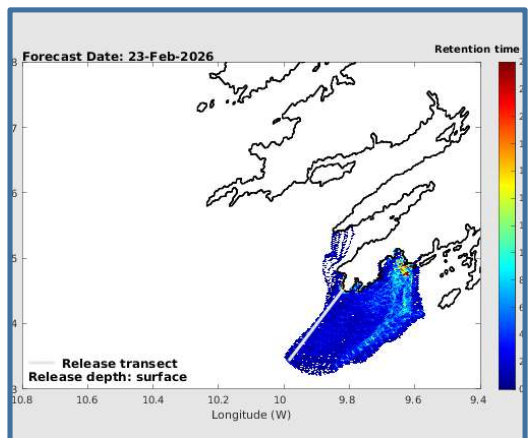 Forecast Date: 23-Feb-2026
Retention time
8
7
6
5
4
3
10.8
10.6
10.4
10.2
10
9.8
9.6
9.4
Longitude (W)
Release transect
Release depth: surface